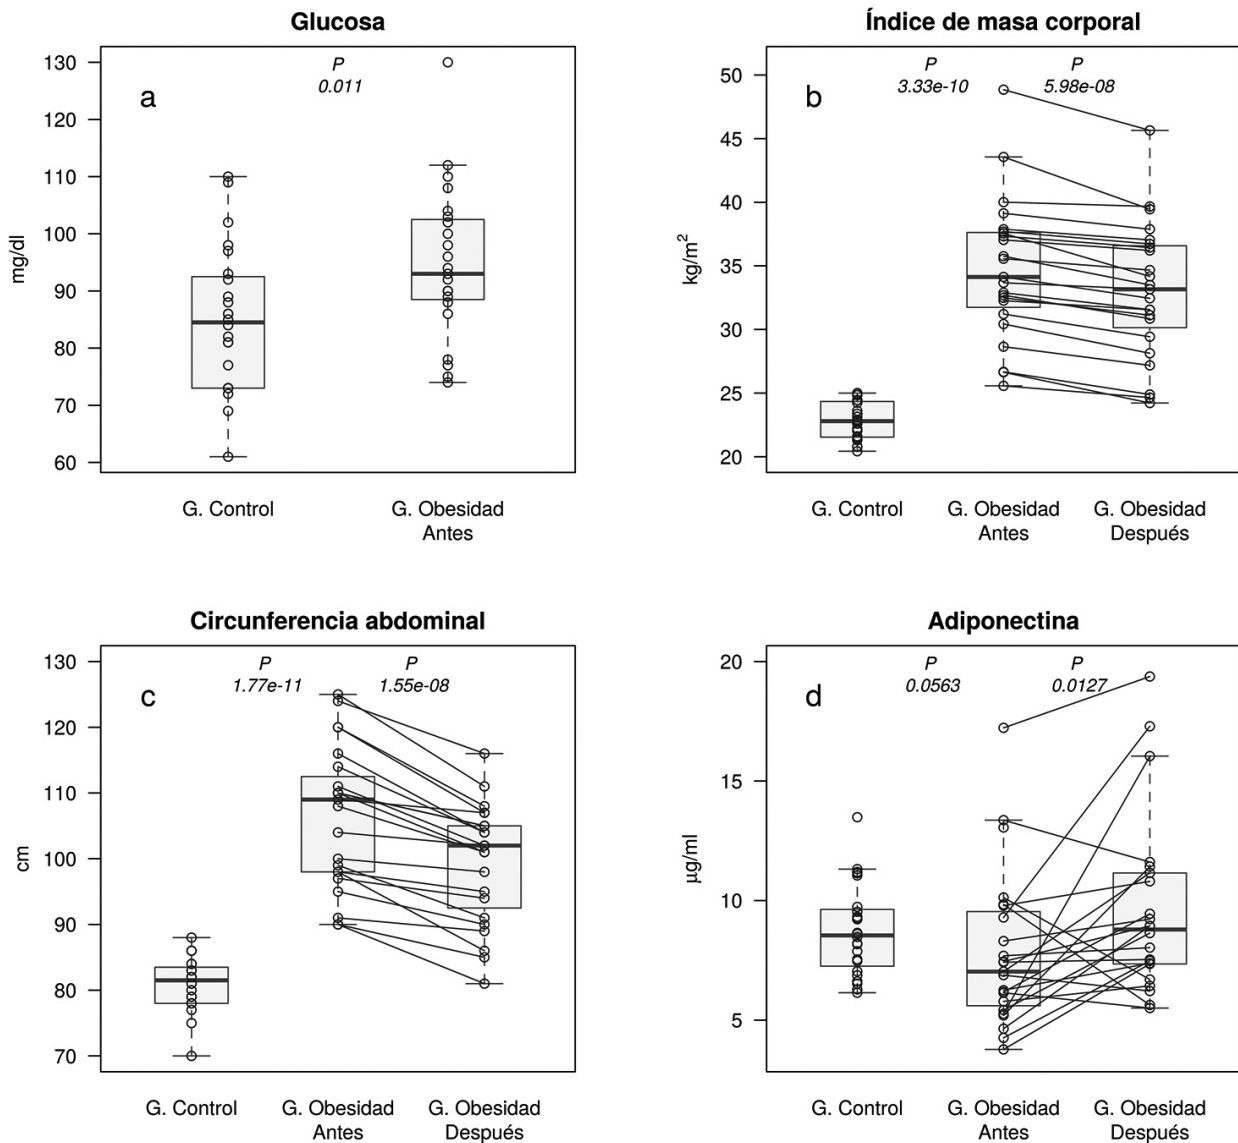 Glucosa
P
0.011
a
130
120
110
100
90
80
70
60
mg/dl
G. Control
G. Obesidad
Antes
Índice de masa corporal
P
3.33e-10
P
5.98e-08
b
50
45
40
35
30
25
20
kg/m²
G. Control
G. Obesidad
Antes
G. Obesidad
Después
Circunferencia abdominal
P
1.77e-11
P
1.55e-08
c
130
120
110
100
90
80
70
cm
G. Control
G. Obesidad
Antes
G. Obesidad
Después
Adiponectina
P
0.0563
P
0.0127
d
20
15
10
5
µg/ml
G. Control
G. Obesidad
Antes
G. Obesidad
Después